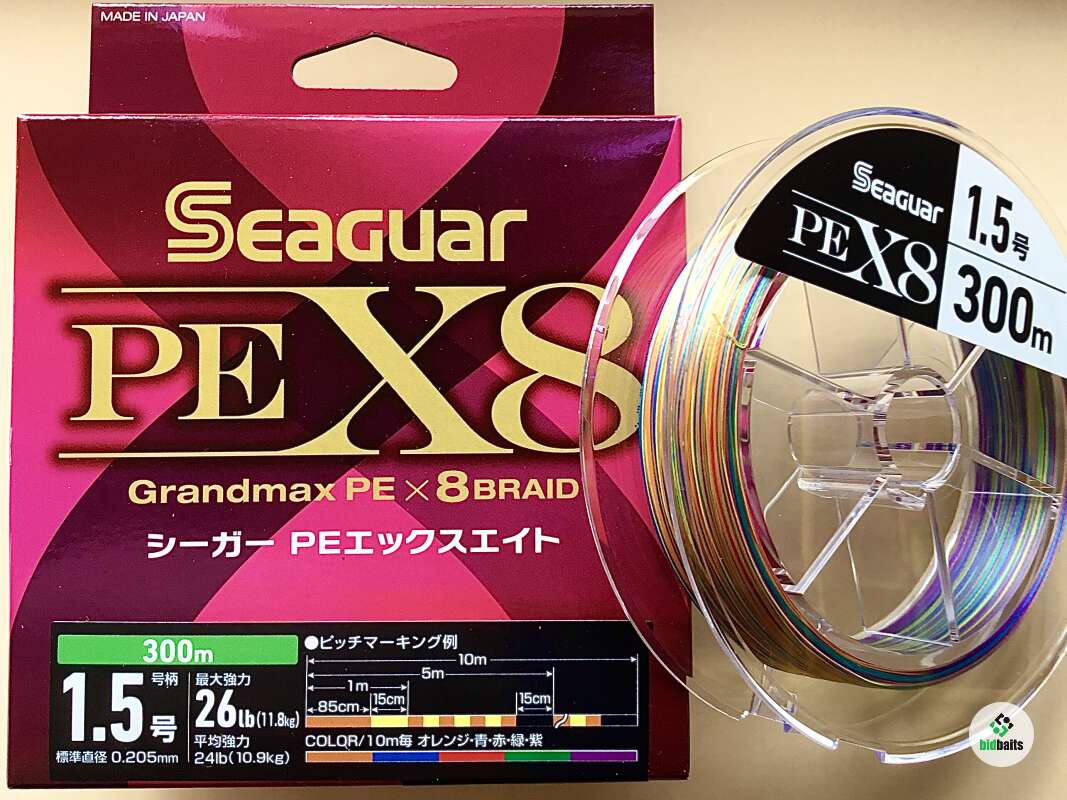 MADE IN JAPAN
SEAGUAR
PE X8
Grandmax PE × 8 BRAID
シーガー PEエックスエイト
300m
1.5号
号柄
標準直径 0.205mm
最大強力
26lb(11.8kg)
平均強力
24lb(10.9kg)
●ピッチマーキング例
10m
5m
1m
85cm
15cm
15cm
COLOR/10m毎 オレンジ・青・赤・緑・紫
SEAGUAR
PE X8
1.5号
300m
bidbaits